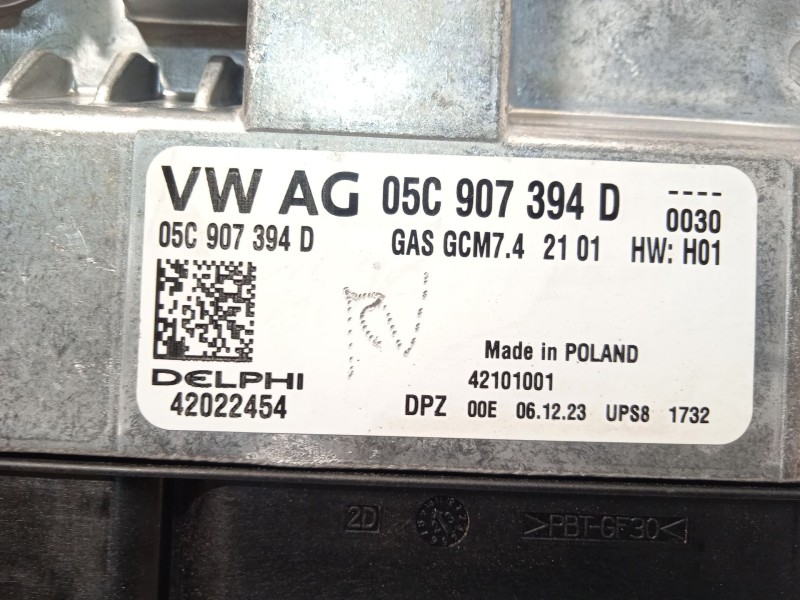 VW AG 05C 907 394 D ----
0030
05C 907 394 D GAS GCM7.4 21 01 HW: H01
RV
Made in POLAND
DELPHI 42101001
42022454 DPZ 00E 06.12.23 UPS8 1732
2D >PBT-GF30<